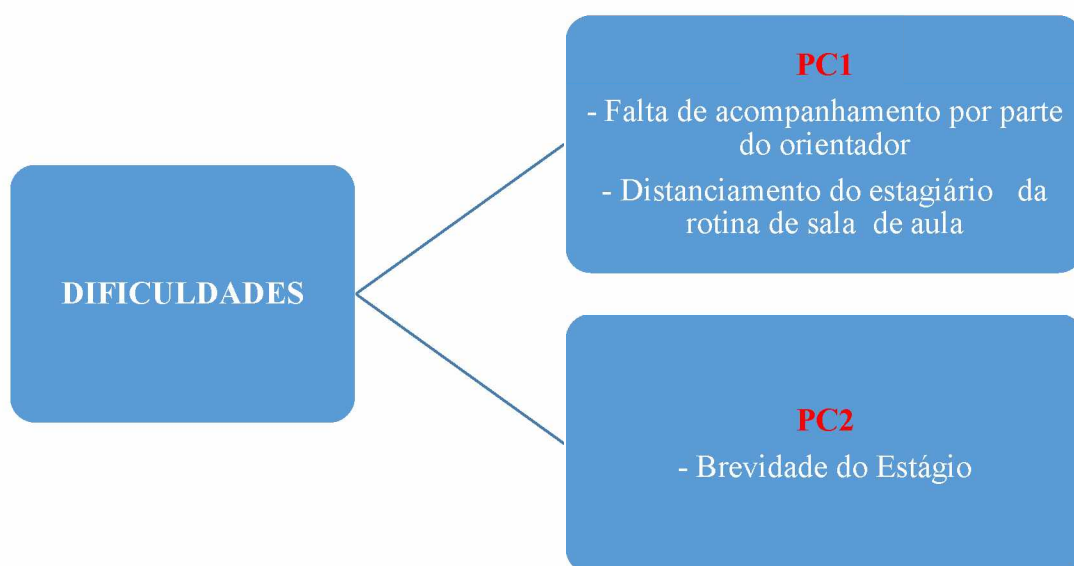 DIFICULDADES
PC1
- Falta de acompanhamento por parte
do orientador
- Distanciamento do estagiário da
rotina de sala de aula
PC2
- Brevidade do Estágio